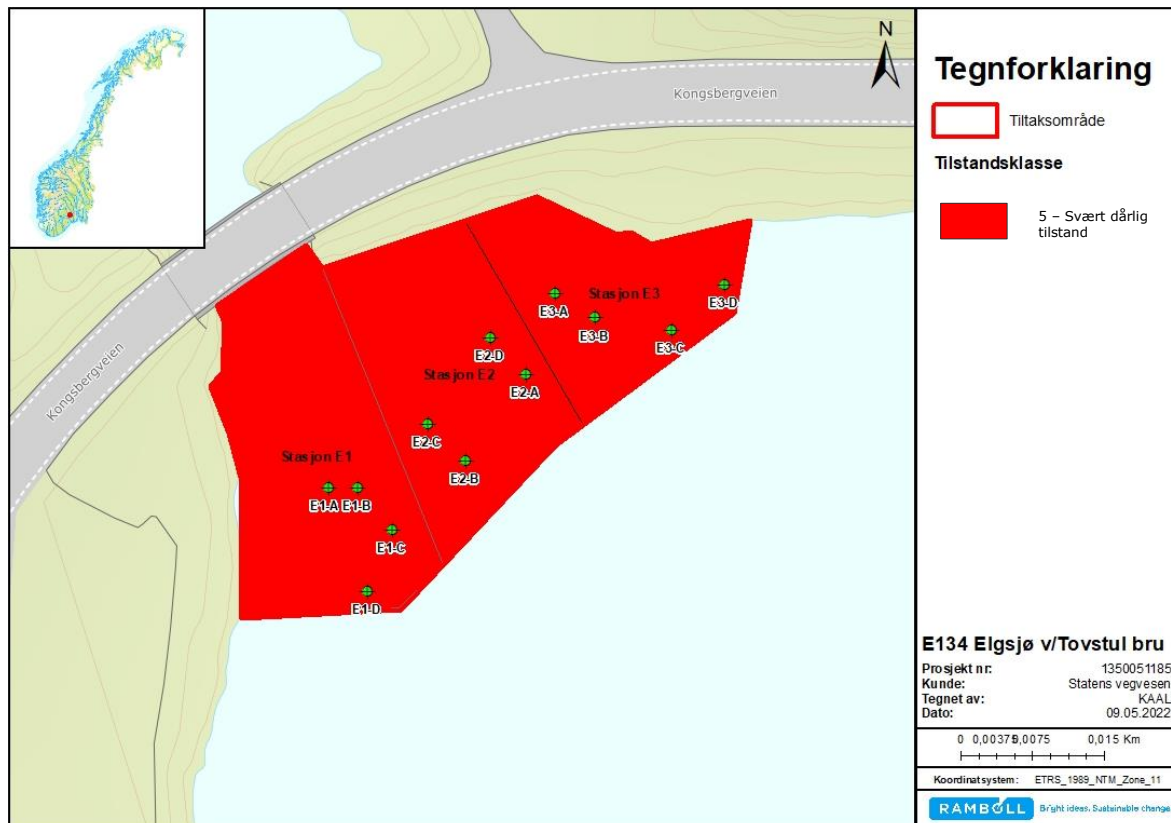 N
Kongsbergveien
Kongsbergveien
Stasjon E3
E3-A
E3-B
E3-C
E3-D
E2-D
Stasjon E2
E2-A
E2-C
E2-B
Stasjon E1
E1-A
E1-B
E1-C
E1-D
Tegnforklaring
Tiltaksområde
Tilstandsklasse
5 – Svært dårlig
tilstand
E134 Elgsjø v/Tovstul bru
Prosjekt nr: 1350051185
Kunde: Statens vegvesen
Tegnet av: KAAL
Dato: 09.05.2022
0 0,00375 0,0075 0,015 Km
Koordinatsystem: ETRS_1989_NTM_Zone_11
RAMBOLL Bright ideas. Sustainable change.